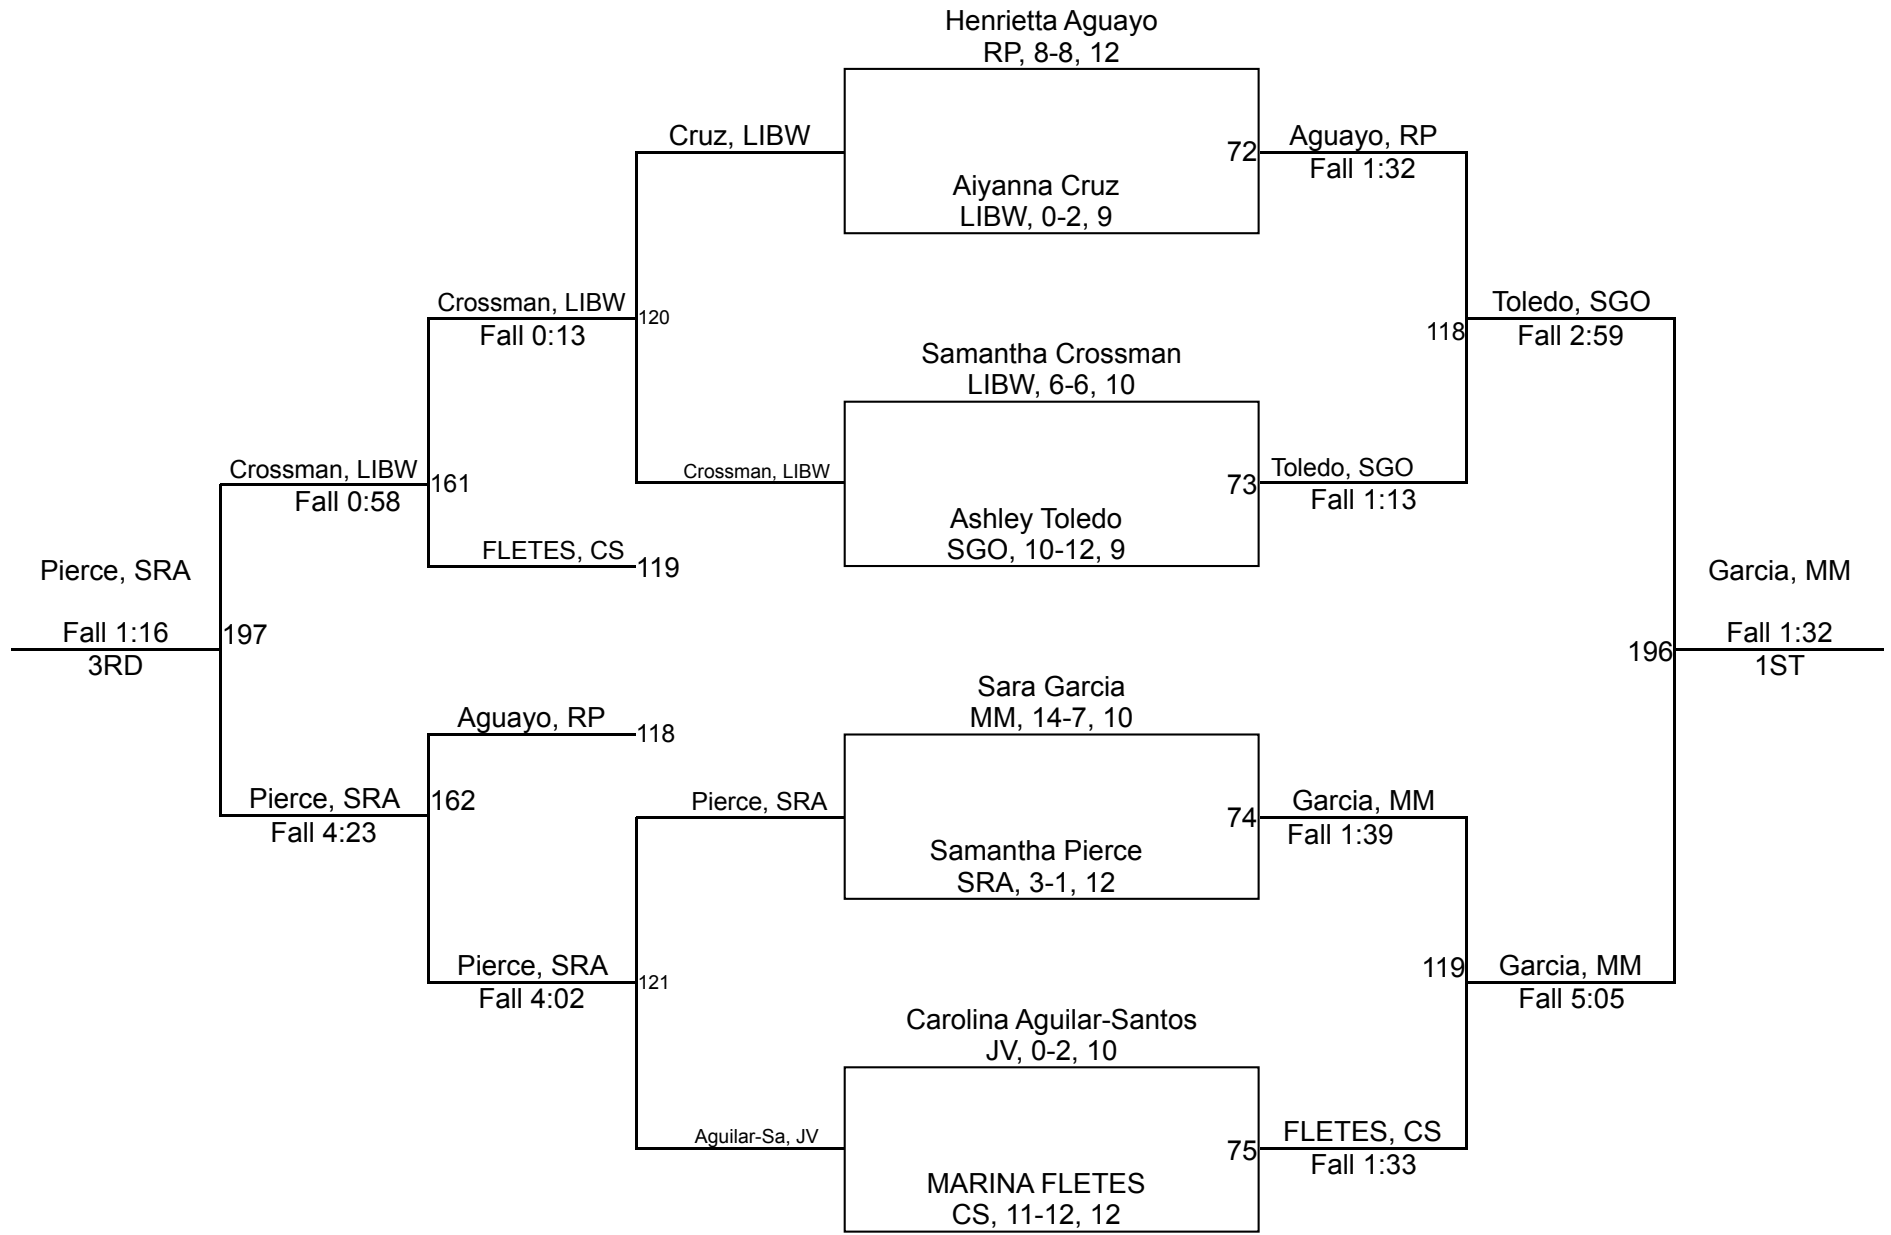 Henrietta Aguayo
RP, 8-8, 12
Cruz, LIBW
72
Aguayo, RP
Fall 1:32
Aiyanna Cruz
LIBW, 0-2, 9
Crossman, LIBW
Fall 0:13
120
Toledo, SGO
Fall 2:59
118
Samantha Crossman
LIBW, 6-6, 10
Crossman, LIBW
Fall 0:58
161
Crossman, LIBW
73
Toledo, SGO
Fall 1:13
Ashley Toledo
SGO, 10-12, 9
FLETES, CS
119
Pierce, SRA
Fall 1:16
3RD
197
Garcia, MM
Fall 1:32
1ST
196
Sara Garcia
MM, 14-7, 10
Aguayo, RP
118
Pierce, SRA
Fall 4:23
162
Pierce, SRA
74
Garcia, MM
Fall 1:39
Samantha Pierce
SRA, 3-1, 12
Pierce, SRA
Fall 4:02
121
119
Garcia, MM
Fall 5:05
Carolina Aguilar-Santos
JV, 0-2, 10
Aguilar-Sa, JV
75
FLETES, CS
Fall 1:33
MARINA FLETES
CS, 11-12, 12